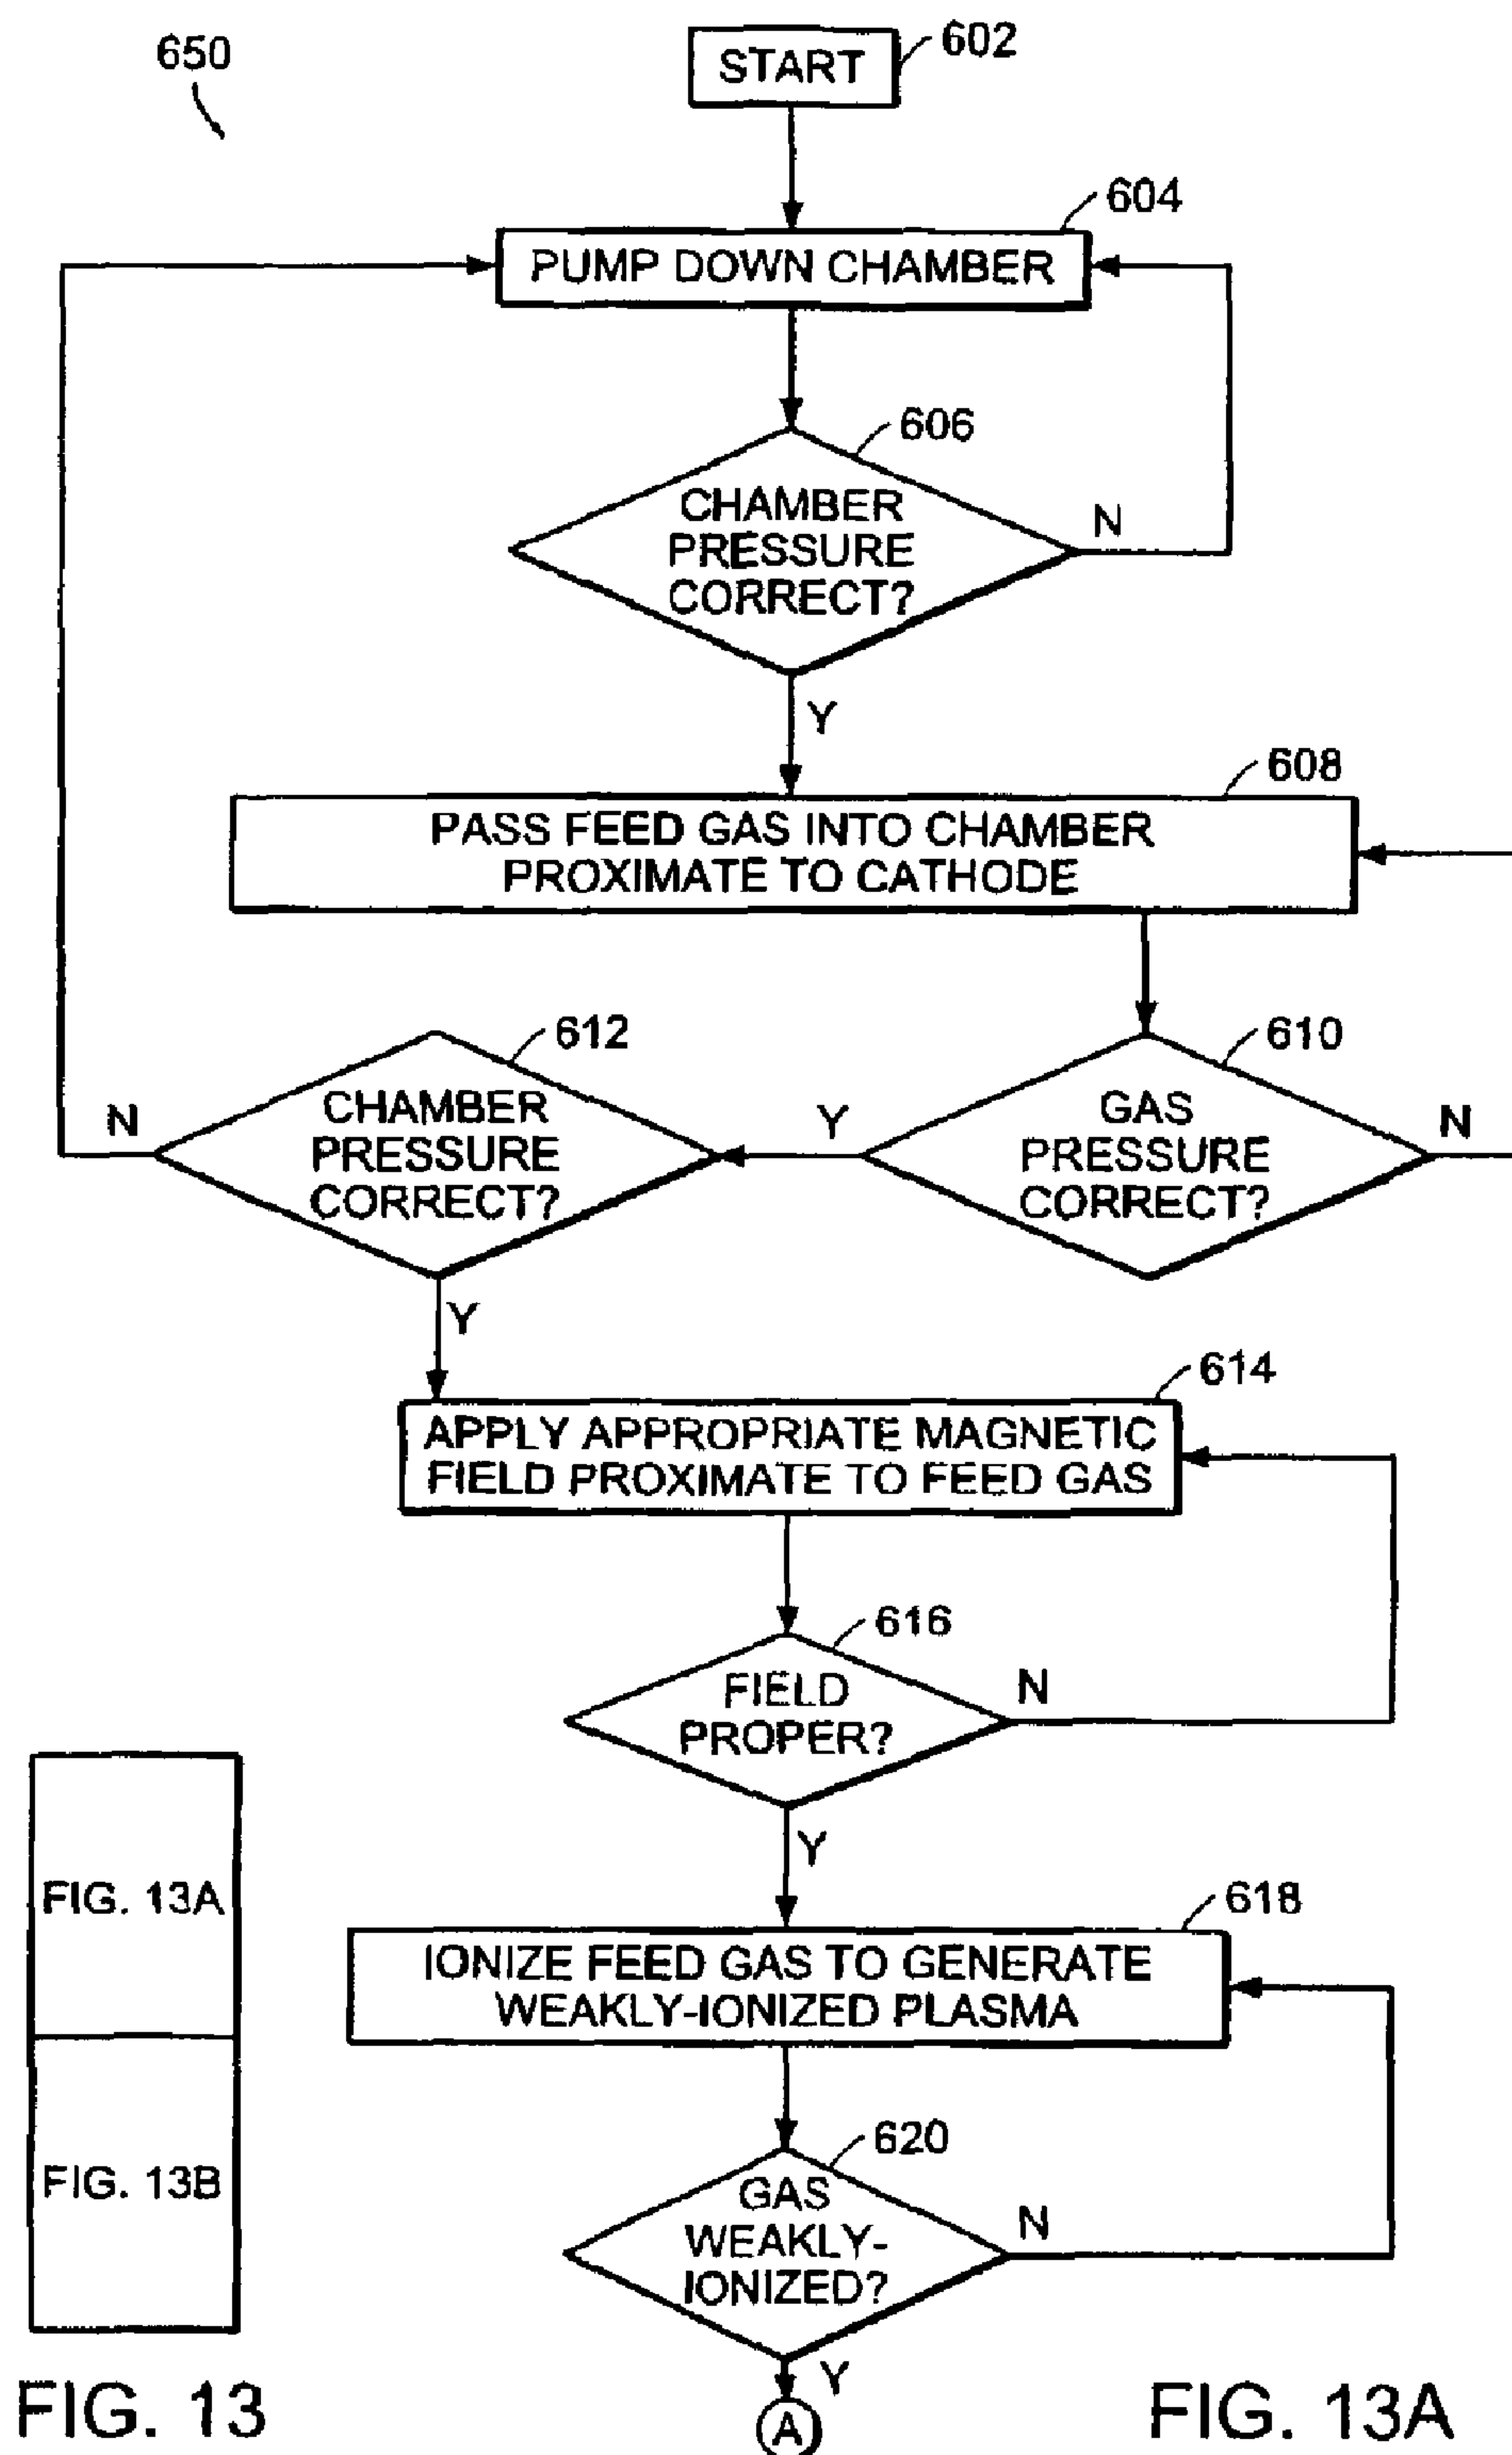 650
START
602
604
PUMP DOWN CHAMBER
606
CHAMBER
PRESSURE
CORRECT?
N
Y
608
PASS FEED GAS INTO CHAMBER
PROXIMATE TO CATHODE
612
610
CHAMBER
PRESSURE
CORRECT?
N
Y
GAS
PRESSURE
CORRECT?
N
Y
614
APPLY APPROPRIATE MAGNETIC
FIELD PROXIMATE TO FEED GAS
616
FIELD
PROPER?
N
Y
618
IONIZE FEED GAS TO GENERATE
WEAKLY-IONIZED PLASMA
620
GAS
WEAKLY-
IONIZED?
N
Y
A
FIG. 13A
FIG. 13B
FIG. 13
FIG. 13A